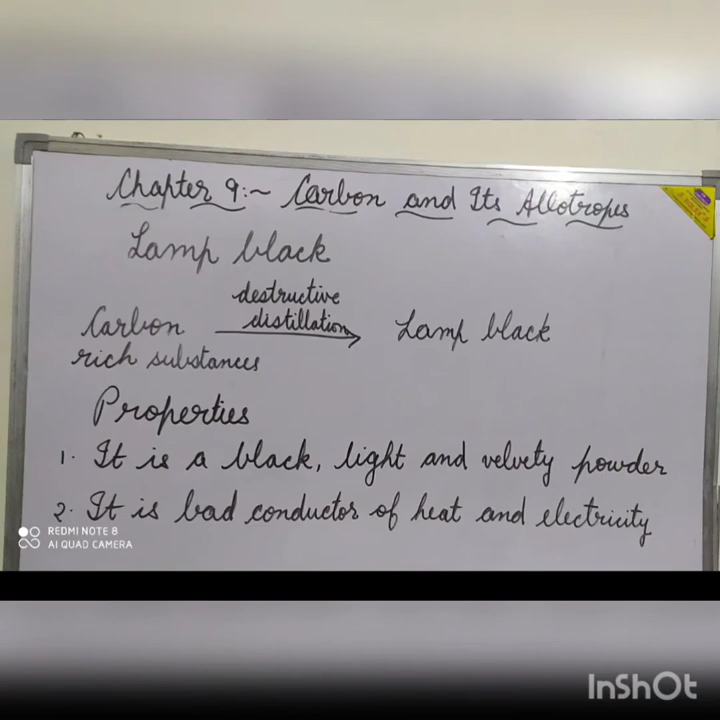 Chapter 9:~ Carbon and Its Allotropes
Lamp black
destructive
distillation
Carbon
rich substances
Lamp black
Properties
1. It is a black, light and velvety powder
2. It is bad conductor of heat and electricity
REDMI NOTE 8
AI QUAD CAMERA
InShOt